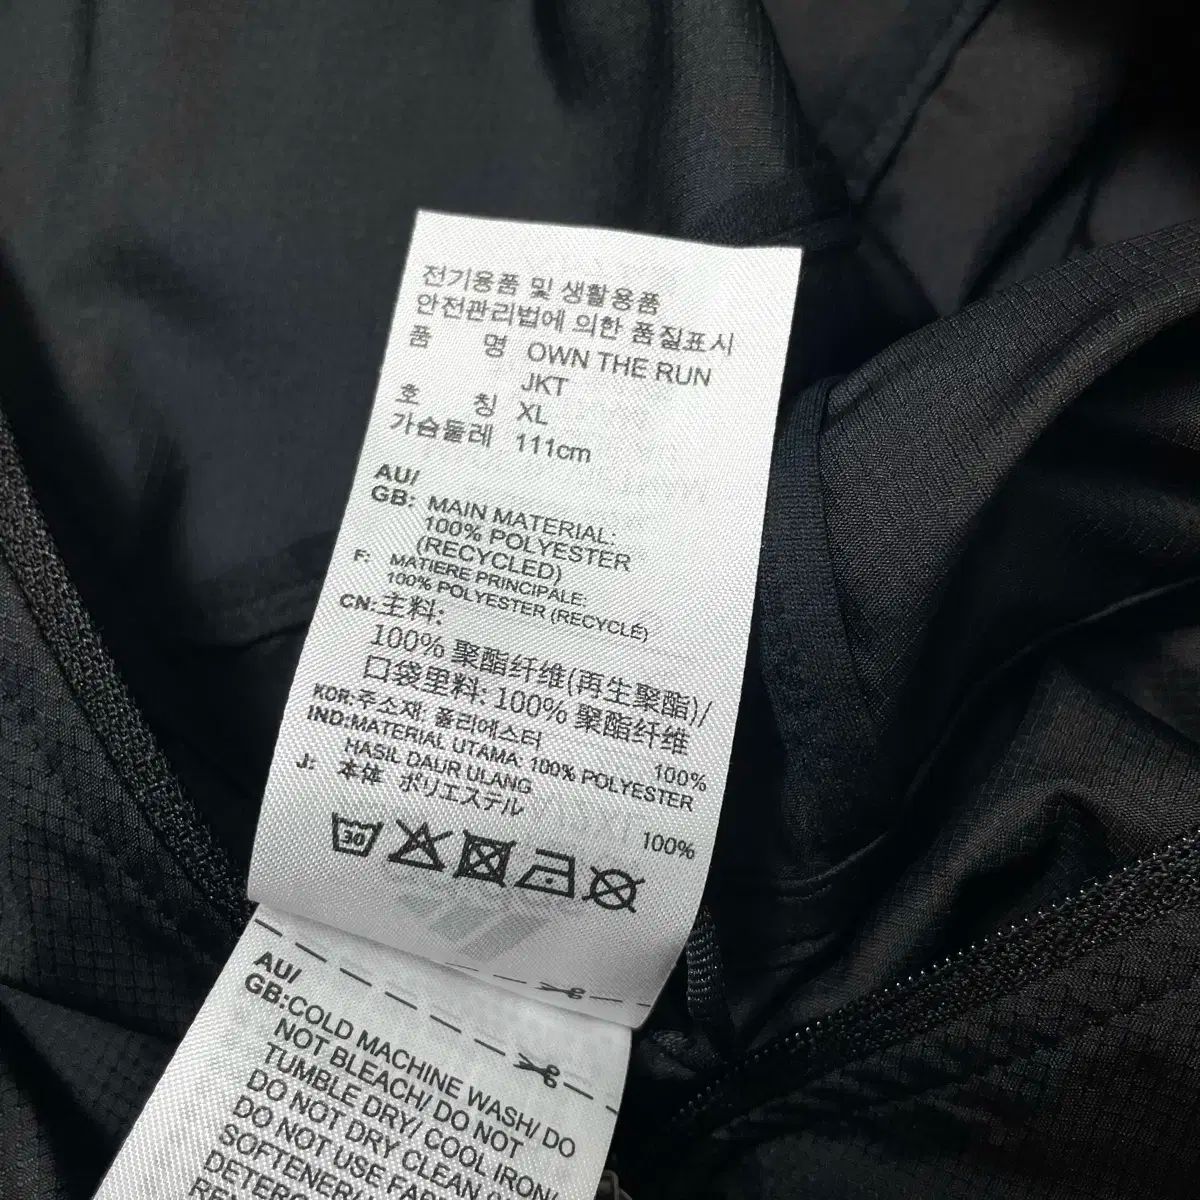 전기용품 및 생활용품
안전관리법에 의한 품질표시
품 명 OWN THE RUN
JKT
호 칭 XL
가슴둘레 111cm
AU/
GB: MAIN MATERIAL:
100% POLYESTER
(RECYCLED)
F: MATIERE PRINCIPALE:
100% POLYESTER (RECYCLÉ)
CN:主料:
100% 聚酯纤维(再生聚酯)/
口袋里料: 100% 聚酯纤维
KOR:주소재: 폴리에스터 100%
IND:MATERIAL UTAMA: 100% POLYESTER
HASIL DAUR ULANG
J: 本体 ポリエステル 100%
30
AU/
GB:COLD MACHINE WASH/ DO
NOT BLEACH/ DO NOT
TUMBLE DRY/ COOL IRON/
DO NOT DRY CLEAN
DO NOT USE
SOFTENER/